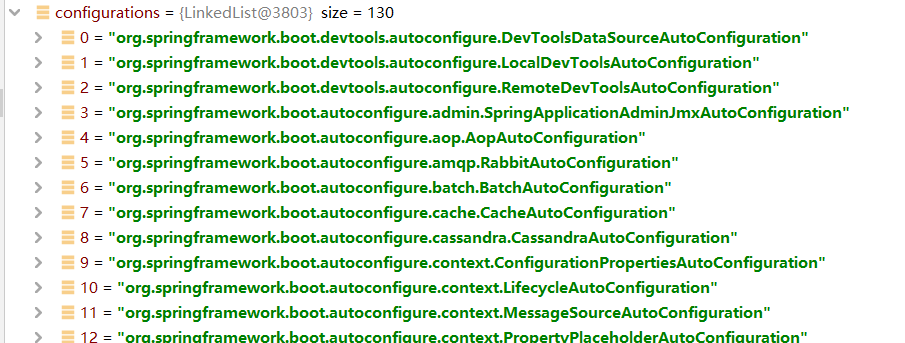 configurations = {LinkedList@3803} size = 130
0 = "org.springframework.boot.devtools.autoconfigure.DevToolsDataSourceAutoConfiguration"
1 = "org.springframework.boot.devtools.autoconfigure.LocalDevToolsAutoConfiguration"
2 = "org.springframework.boot.devtools.autoconfigure.RemoteDevToolsAutoConfiguration"
3 = "org.springframework.boot.autoconfigure.admin.SpringApplicationAdminJmxAutoConfiguration"
4 = "org.springframework.boot.autoconfigure.aop.AopAutoConfiguration"
5 = "org.springframework.boot.autoconfigure.amqp.RabbitAutoConfiguration"
6 = "org.springframework.boot.autoconfigure.batch.BatchAutoConfiguration"
7 = "org.springframework.boot.autoconfigure.cache.CacheAutoConfiguration"
8 = "org.springframework.boot.autoconfigure.cassandra.CassandraAutoConfiguration"
9 = "org.springframework.boot.autoconfigure.context.ConfigurationPropertiesAutoConfiguration"
10 = "org.springframework.boot.autoconfigure.context.LifecycleAutoConfiguration"
11 = "org.springframework.boot.autoconfigure.context.MessageSourceAutoConfiguration"
12 = "org.springframework.boot.autoconfigure.context.PropertyPlaceholderAutoConfiguration"